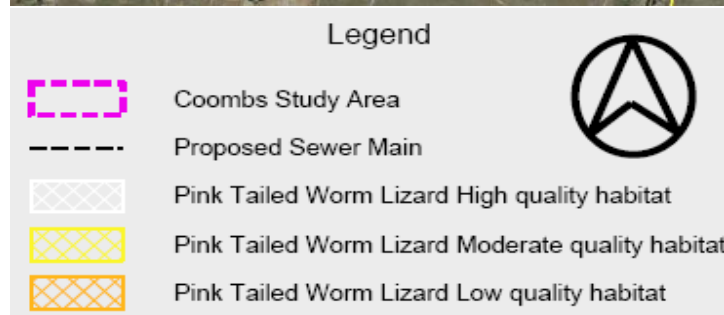 Legend
Coombs Study Area
Proposed Sewer Main
Pink Tailed Worm Lizard High quality habitat
Pink Tailed Worm Lizard Moderate quality habitat
Pink Tailed Worm Lizard Low quality habitat